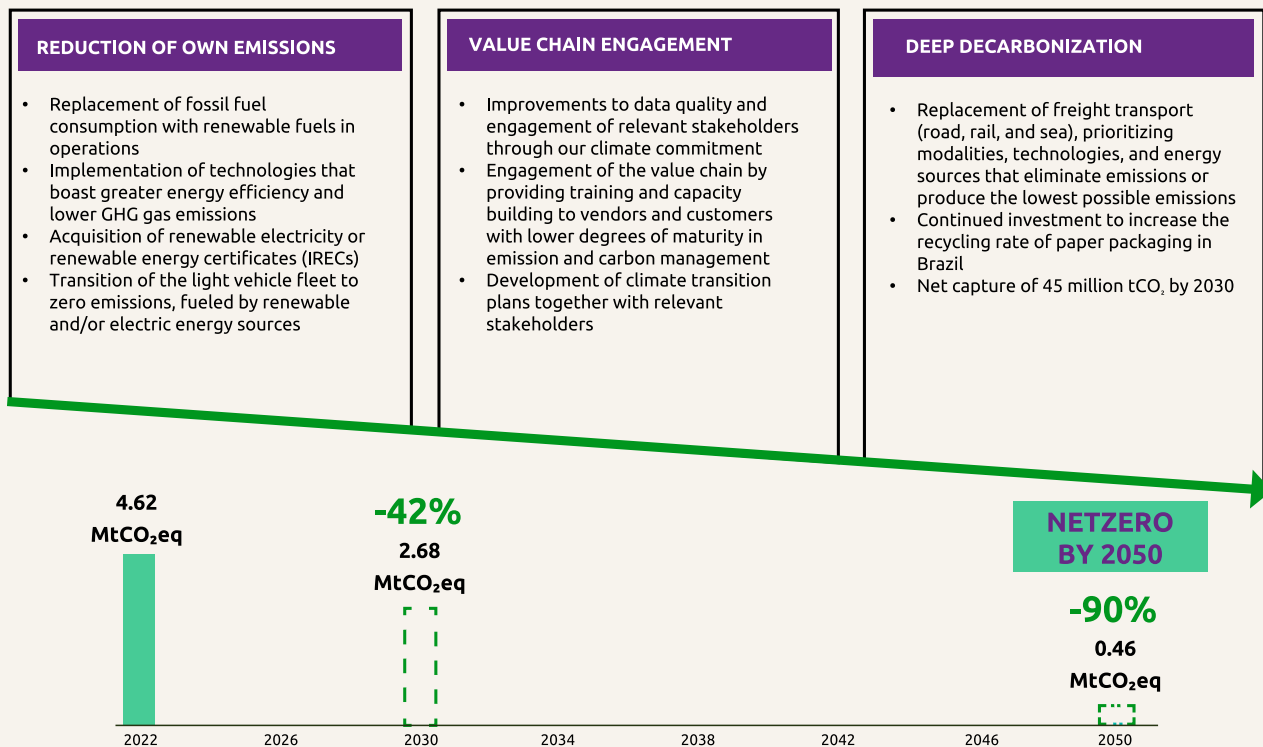 REDUCTION OF OWN EMISSIONS
• Replacement of fossil fuel
consumption with renewable fuels in
operations
• Implementation of technologies that
boast greater energy efficiency and
lower GHG gas emissions
• Acquisition of renewable electricity or
renewable energy certificates (IRECs)
• Transition of the light vehicle fleet to
zero emissions, fueled by renewable
and/or electric energy sources
VALUE CHAIN ENGAGEMENT
• Improvements to data quality and
engagement of relevant stakeholders
through our climate commitment
• Engagement of the value chain by
providing training and capacity
building to vendors and customers
with lower degrees of maturity in
emission and carbon management
• Development of climate transition
plans together with relevant
stakeholders
DEEP DECARBONIZATION
• Replacement of freight transport
(road, rail, and sea), prioritizing
modalities, technologies, and energy
sources that eliminate emissions or
produce the lowest possible emissions
• Continued investment to increase the
recycling rate of paper packaging in
Brazil
• Net capture of 45 million tCO₂ by 2030
4.62
MtCO₂eq
-42%
2.68
MtCO₂eq
NETZERO
BY 2050
-90%
0.46
MtCO₂eq
2022 2026 2030 2034 2038 2042 2046 2050